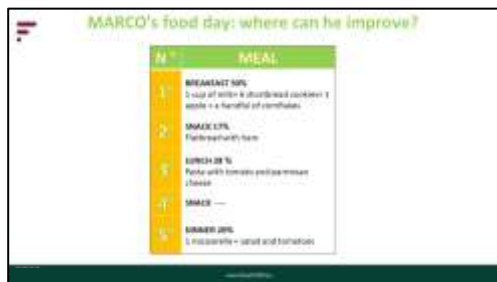 MARCO's food day: where can he improve?
N° MEAL
1° BREAKFAST 50%
1 cup of milk+ 6 shortbread cookies+ 1
apple + a handful of cornflakes
2° SNACK 17%
Flatbread with ham
3° LUNCH 28 %
Pasta with tomato and parmesan
cheese
4° SNACK ----
5° DINNER 20%
1 mozzarella + salad and tomatoes